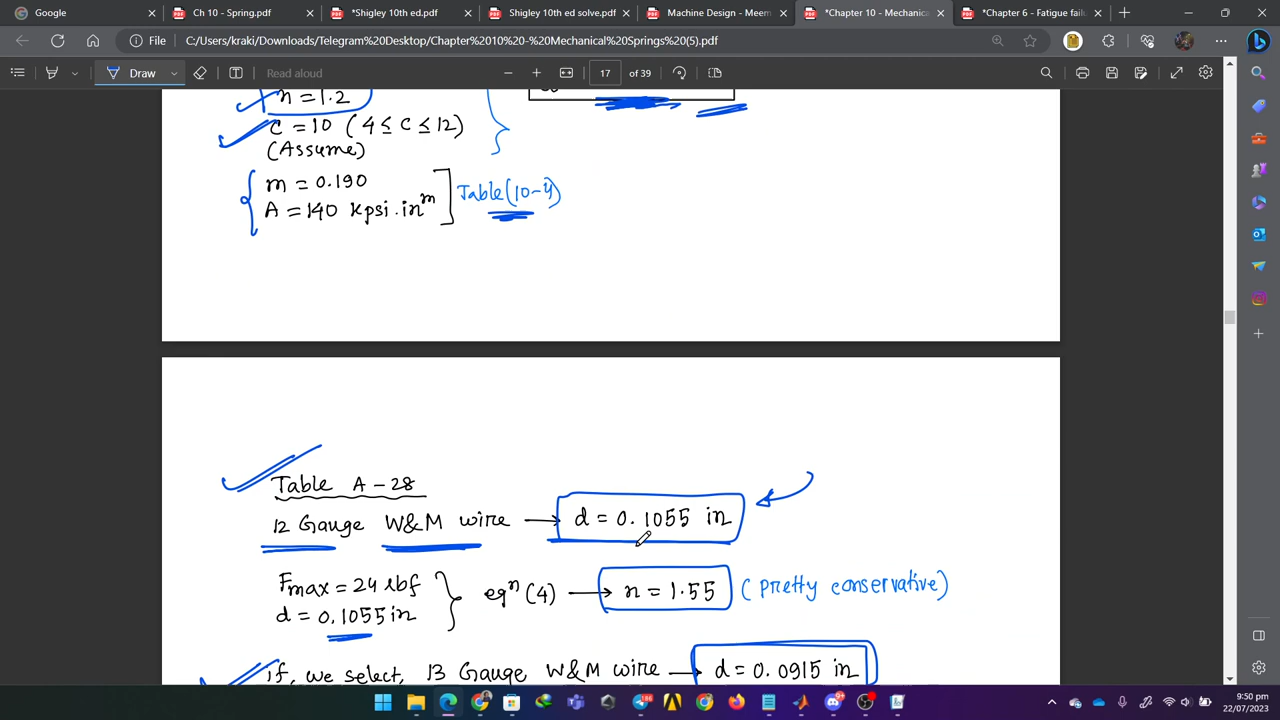 Google
Ch 10 - Spring.pdf
*Shigley 10th ed.pdf
Shigley 10th ed solve.pdf
Machine Design - Meem
*Chapter 10 - Mechanica
*Chapter 6 - Fatigue failu
File
C:/Users/kraki/Downloads/Telegram%20Desktop/Chapter%2010%20-%20Mechanical%20Springs%20(5).pdf
Draw
Read aloud
17 of 39
n = 1.2
C = 10 (4 ≤ C ≤ 12)
(Assume)
m = 0.190
A = 140 kpsi.in^m
Table (10-4)
Table A-28
12 Gauge W&M wire → d = 0.1055 in
Fmax = 24 lbf
d = 0.1055 in
eqn (4) → n = 1.55 (pretty conservative)
if, we select, 13 Gauge W&M wire → d = 0.0915 in
9:50 pm
22/07/2023